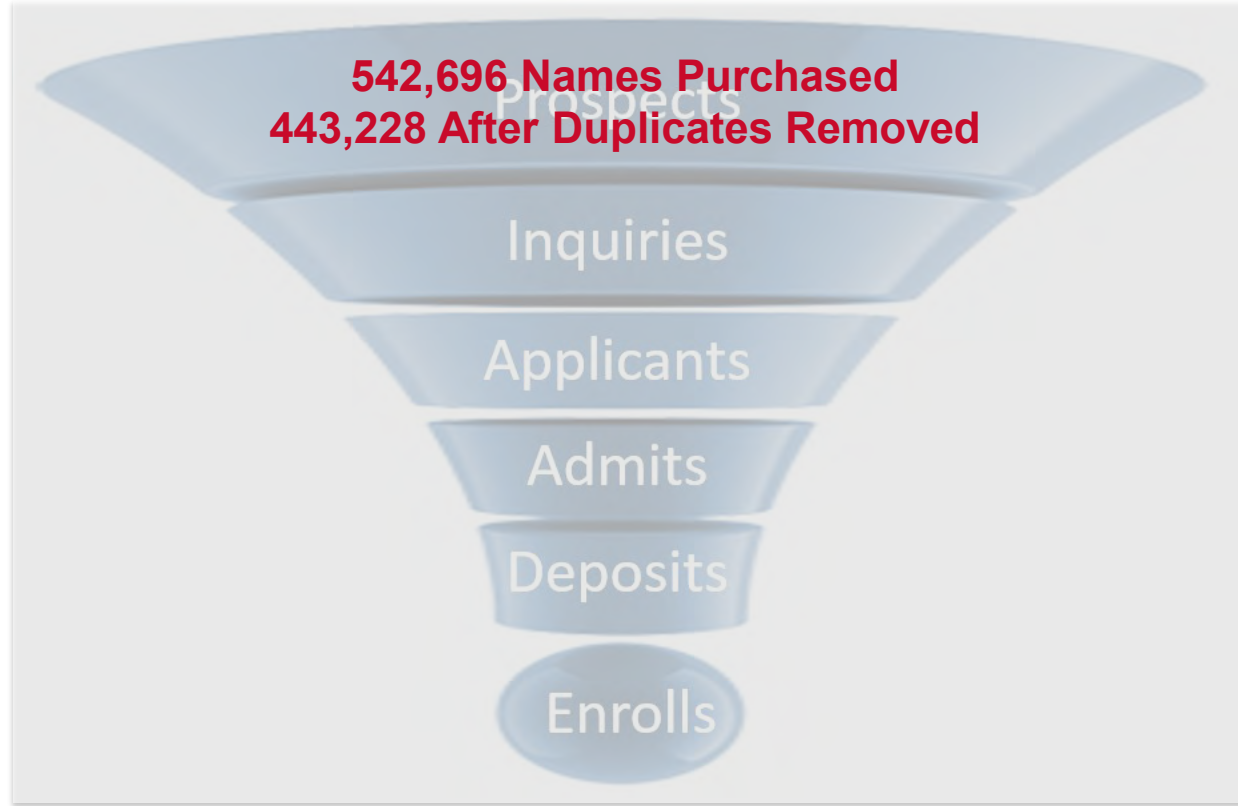 542,696 Names Purchased
Prospects
443,228 After Duplicates Removed
Inquiries
Applicants
Admits
Deposits
Enrolls